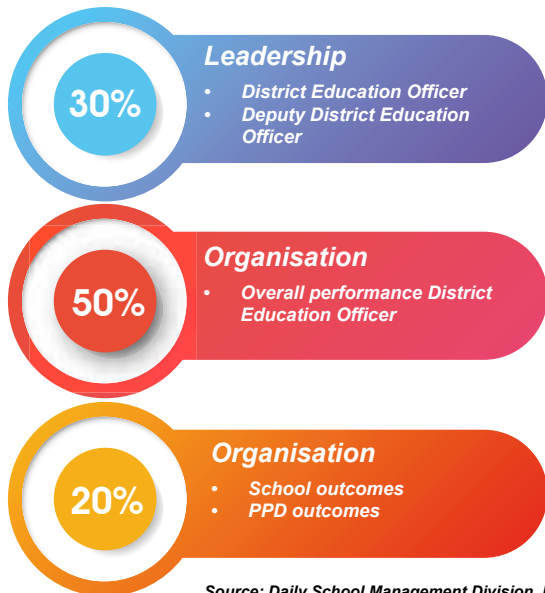 30%
Leadership
• District Education Officer
• Deputy District Education
Officer
50%
Organisation
• Overall performance District
Education Officer
20%
Organisation
• School outcomes
• PPD outcomes
Source: Daily School Management Division,